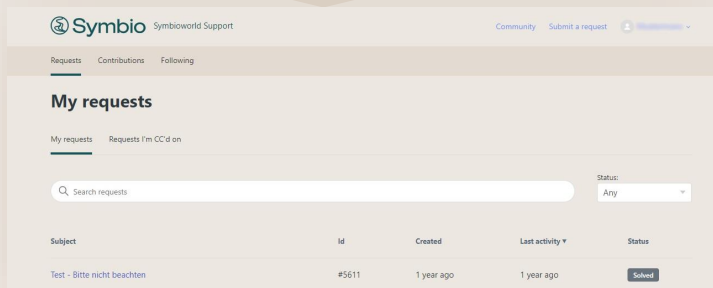 Symbio Symbioworld Support Community Submit a request
Requests Contributions Following
My requests
My requests Requests I'm CC'd on
Status:
Search requests Any
Subject Id Created Last activity ▼ Status
Test - Bitte nicht beachten #5611 1 year ago 1 year ago Solved